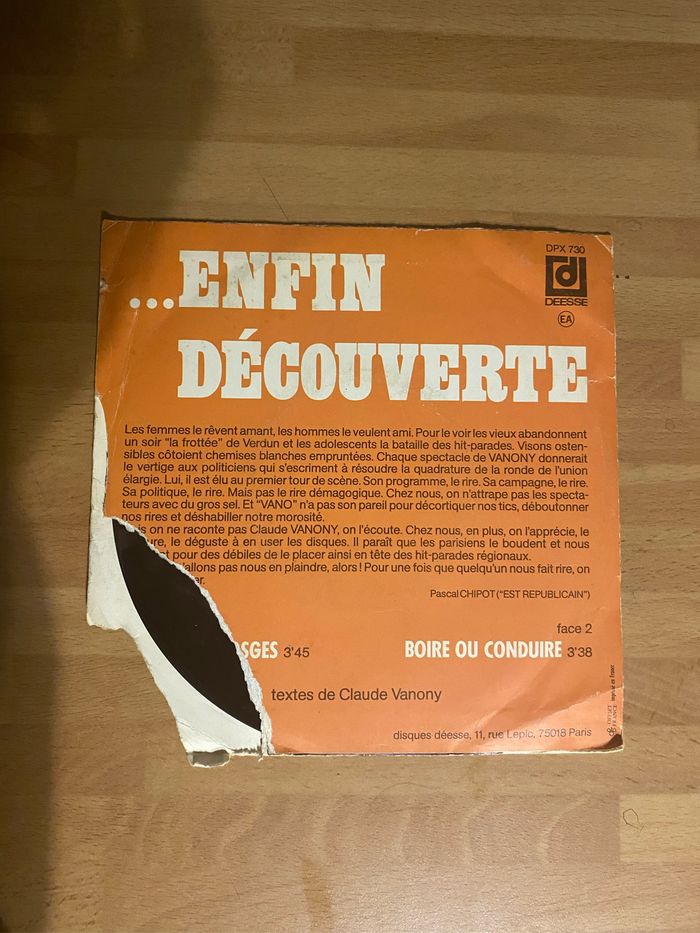 DPX 730
d
DEESSE
EA
...ENFIN
DÉCOUVERTE
Les femmes le rêvent amant, les hommes le veulent ami. Pour le voir les vieux abandonnent
un soir "la frottée" de Verdun et les adolescents la bataille des hit-parades. Visons osten-
sibles côtoient chemises blanches empruntées. Chaque spectacle de VANONY donnerait
le vertige aux politiciens qui s'escriment à résoudre la quadrature de la ronde de l'union
élargie. Lui, il est élu au premier tour de scène. Son programme, le rire. Sa campagne, le rire.
Sa politique, le rire. Mais pas le rire démagogique. Chez nous, on n'attrape pas les specta-
teurs avec du gros sel. Et "VANO" n'a pas son pareil pour décortiquer nos tics, déboutonner
nos rires et déshabiller notre morosité.
is on ne raconte pas Claude VANONY, on l'écoute. Chez nous, en plus, on l'apprécie, le
ure, le déguste à en user les disques. Il paraît que les parisiens le boudent et nous
t pour des débiles de le placer ainsi en tête des hit-parades régionaux.
'allons pas nous en plaindre, alors! Pour une fois que quelqu'un nous fait rire, on
er.
Pascal CHIPOT ("EST REPUBLICAIN")
face 2
OSGES 3'45 BOIRE OU CONDUIRE 3'38
textes de Claude Vanony
disques déesse, 11, rue Lepic, 75018 Paris
imprimé en France